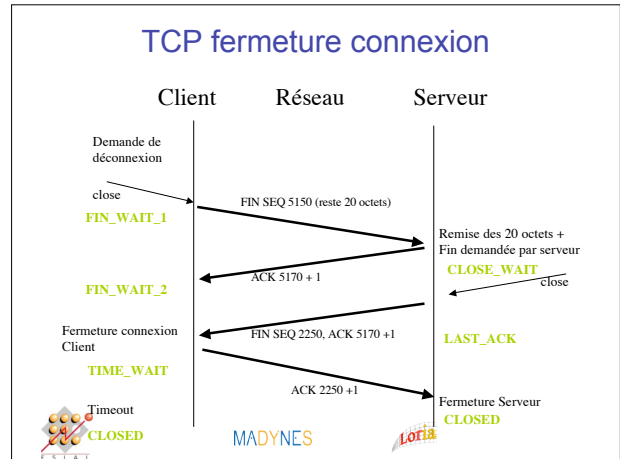 TCP fermeture connexion
Client Réseau Serveur
Demande de
déconnexion
close
FIN SEQ 5150 (reste 20 octets)
FIN_WAIT_1
Remise des 20 octets +
Fin demandée par serveur
CLOSE_WAIT
close
ACK 5170 + 1
FIN_WAIT_2
Fermeture connexion
Client
FIN SEQ 2250, ACK 5170 +1
LAST_ACK
TIME_WAIT
ACK 2250 +1
Timeout
Fermeture Serveur
CLOSED
CLOSED
MADYNES
Loria
E S I A L